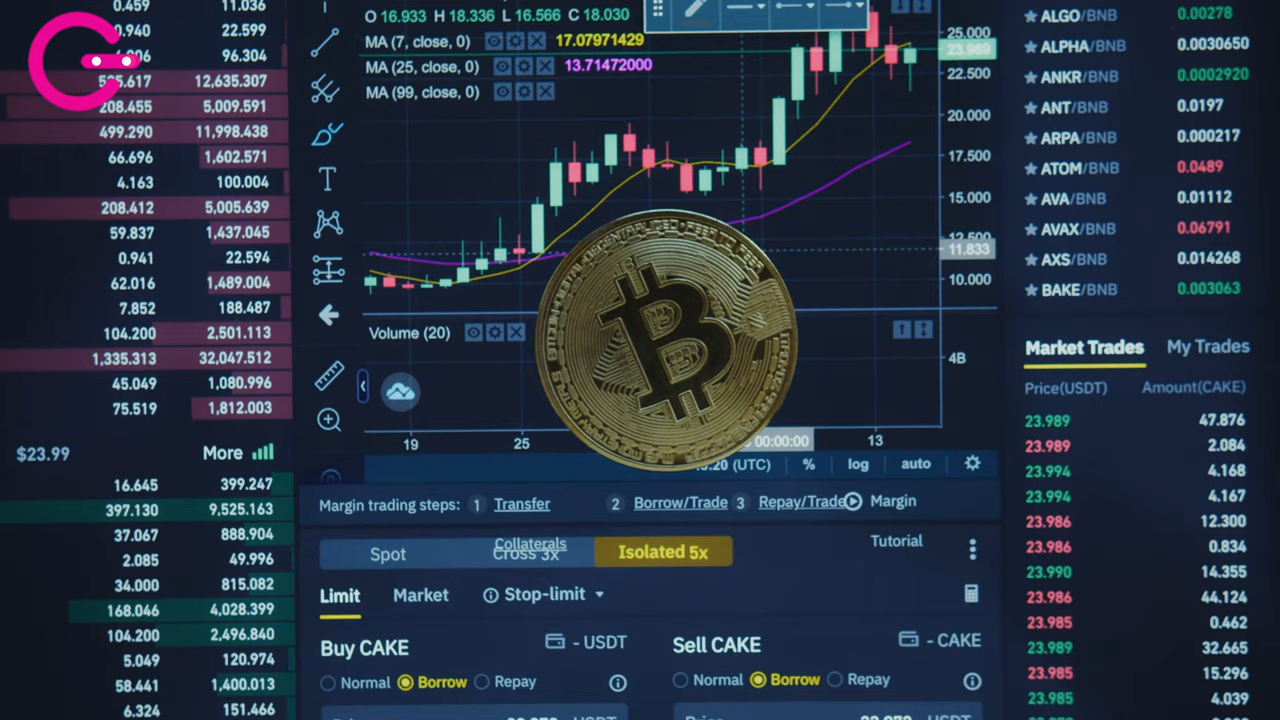 0.459 11.036
0.940 22.599
96.304
12,635.307
208.455 5,009.591
499.290 11,998.438
66.696 1,602.571
4.163 100.004
208.412 5,005.639
59.837 1,437.045
0.941 22.594
62.016 1,489.004
7.852 188.487
104.200 2,501.113
1,335.313 32,047.512
45.049 1,080.996
75.519 1,812.003
$23.99 More
16.645 399.247
397.130 9,525.163
37.067 888.904
2.085 49.996
34.000 815.082
168.046 4,028.399
104.200 2,496.840
5.049 120.974
58.441 1,400.013
6.324 151.466
O 16.933 H 18.336 L 16.566 C 18.030
MA (7, close, 0) 17.07971429
MA (25, close, 0) 13.71472000
MA (99, close, 0)
25.000
23.989
22.500
20.000
17.500
15.000
12.500
11.833
10.000
Volume (20)
4B
19 25 00:00:00 13
(UTC) % log auto
Margin trading steps: 1 Transfer 2 Borrow/Trade 3 Repay/Trade Margin
Collaterals Tutorial
Spot Cross 3x Isolated 5x
Limit Market Stop-limit
Buy CAKE - USDT Sell CAKE - CAKE
Normal Borrow Repay Normal Borrow Repay
ALGO/BNB 0.00278
ALPHA/BNB 0.0030650
ANKR/BNB 0.0002920
ANT/BNB 0.0197
ARPA/BNB 0.000217
ATOM/BNB 0.0489
AVA/BNB 0.01112
AVAX/BNB 0.06791
AXS/BNB 0.014268
BAKE/BNB 0.003063
Market Trades My Trades
Price(USDT) Amount(CAKE)
23.989 47.876
23.989 2.084
23.994 4.168
23.994 4.167
23.986 12.300
23.986 0.834
23.990 14.355
23.986 44.124
23.985 0.462
23.989 32.665
23.985 15.296
23.985 4.039